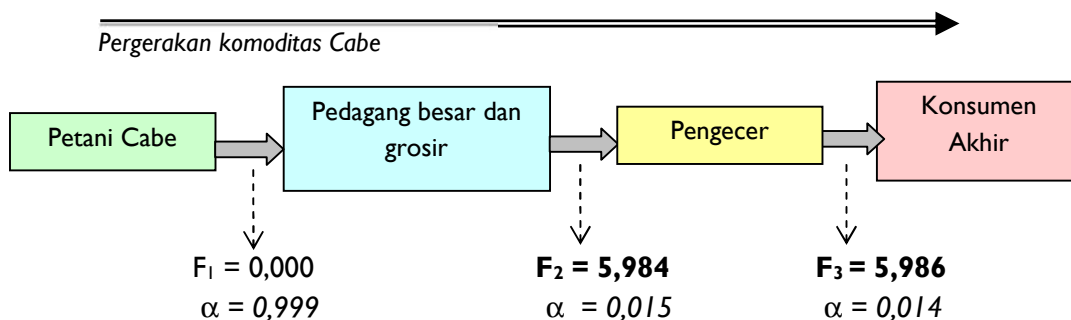 Pergerakan komoditas Cabe
Petani Cabe
Pedagang besar dan
grosir
Pengecer
Konsumen
Akhir
F₁ = 0,000
α = 0,999
F₂ = 5,984
α = 0,015
F₃ = 5,986
α = 0,014